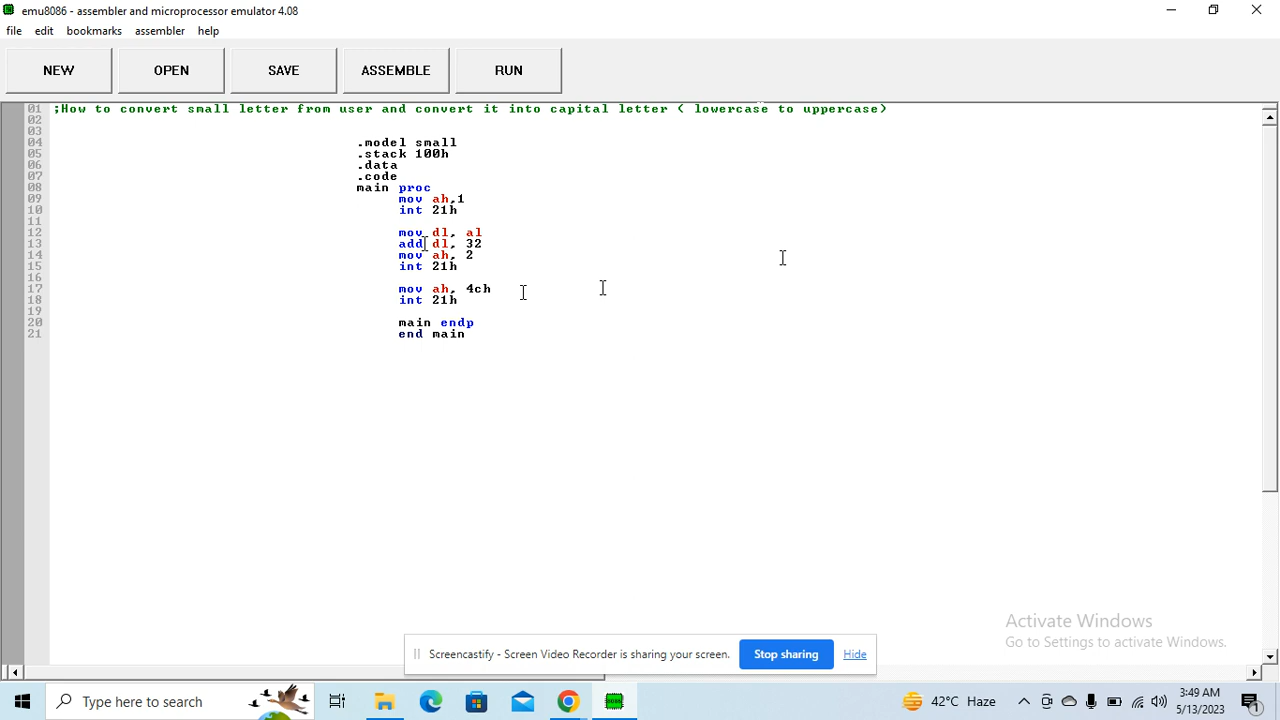 emu8086 - assembler and microprocessor emulator 4.08
file edit bookmarks assembler help
NEW OPEN SAVE ASSEMBLE RUN
01 ;How to convert small letter from user and convert it into capital letter ( lowercase to uppercase)
02
03
04 .model small
05 .stack 100h
06 .data
07 .code
08 main proc
09 mov ah,1
10 int 21h
11
12 mov dl, al
13 add dl, 32
14 mov ah, 2
15 int 21h
16
17 mov ah, 4ch
18 int 21h
19
20 main endp
21 end main
Activate Windows
Go to Settings to activate Windows.
Screencastify - Screen Video Recorder is sharing your screen. Stop sharing Hide
Type here to search
42°C Haze
3:49 AM
5/13/2023
1